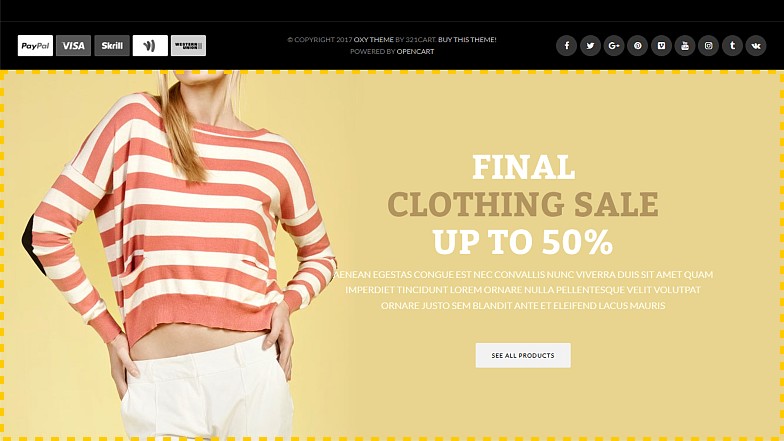 PayPal VISA Skrill WESTERN UNION
© COPYRIGHT 2017 OXY THEME BY 321CART. BUY THIS THEME!
POWERED BY OPENCART
FINAL
CLOTHING SALE
UP TO 50%
AENEAN EGESTAS CONGUE EST NEC CONVALLIS NUNC VIVERRA DUIS SIT AMET QUAM
IMPERDIET TINCIDUNT LOREM ORNARE NULLA PELLENTESQUE VELIT VOLUTPAT
ORNARE JUSTO SEM BLANDIT ANTE ET ELEIFEND LACUS MAURIS
SEE ALL PRODUCTS